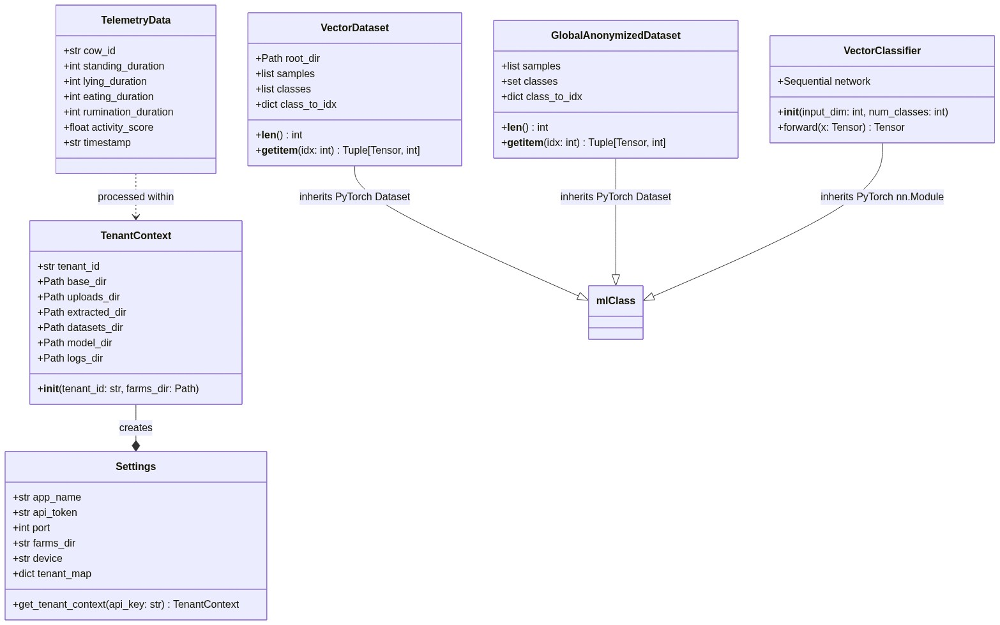 TelemetryData
+str cow_id
+int standing_duration
+int lying_duration
+int eating_duration
+int rumination_duration
+float activity_score
+str timestamp
VectorDataset
+Path root_dir
+list samples
+list classes
+dict class_to_idx
+len() : int
+getitem(idx: int) : Tuple[Tensor, int]
GlobalAnonymizedDataset
+list samples
+set classes
+dict class_to_idx
+len() : int
+getitem(idx: int) : Tuple[Tensor, int]
VectorClassifier
+Sequential network
+init(input_dim: int, num_classes: int)
+forward(x: Tensor) : Tensor
processed within
inherits PyTorch Dataset
inherits PyTorch Dataset
inherits PyTorch nn.Module
TenantContext
+str tenant_id
+Path base_dir
+Path uploads_dir
+Path extracted_dir
+Path datasets_dir
+Path model_dir
+Path logs_dir
+init(tenant_id: str, farms_dir: Path)
mlClass
creates
Settings
+str app_name
+str api_token
+int port
+str farms_dir
+str device
+dict tenant_map
+get_tenant_context(api_key: str) : TenantContext